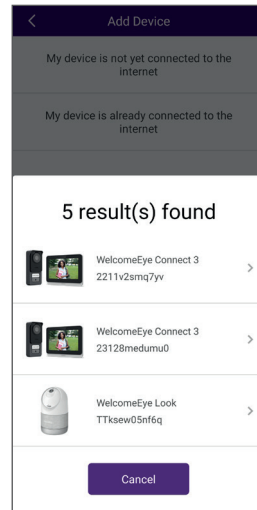 Add Device
My device is not yet connected to the
internet
My device is already connected to the
internet
5 result(s) found
WelcomeEye Connect 3
2211v2smq7yv
WelcomeEye Connect 3
23128medumu0
WelcomeEye Look
TTksew05nf6q
Cancel